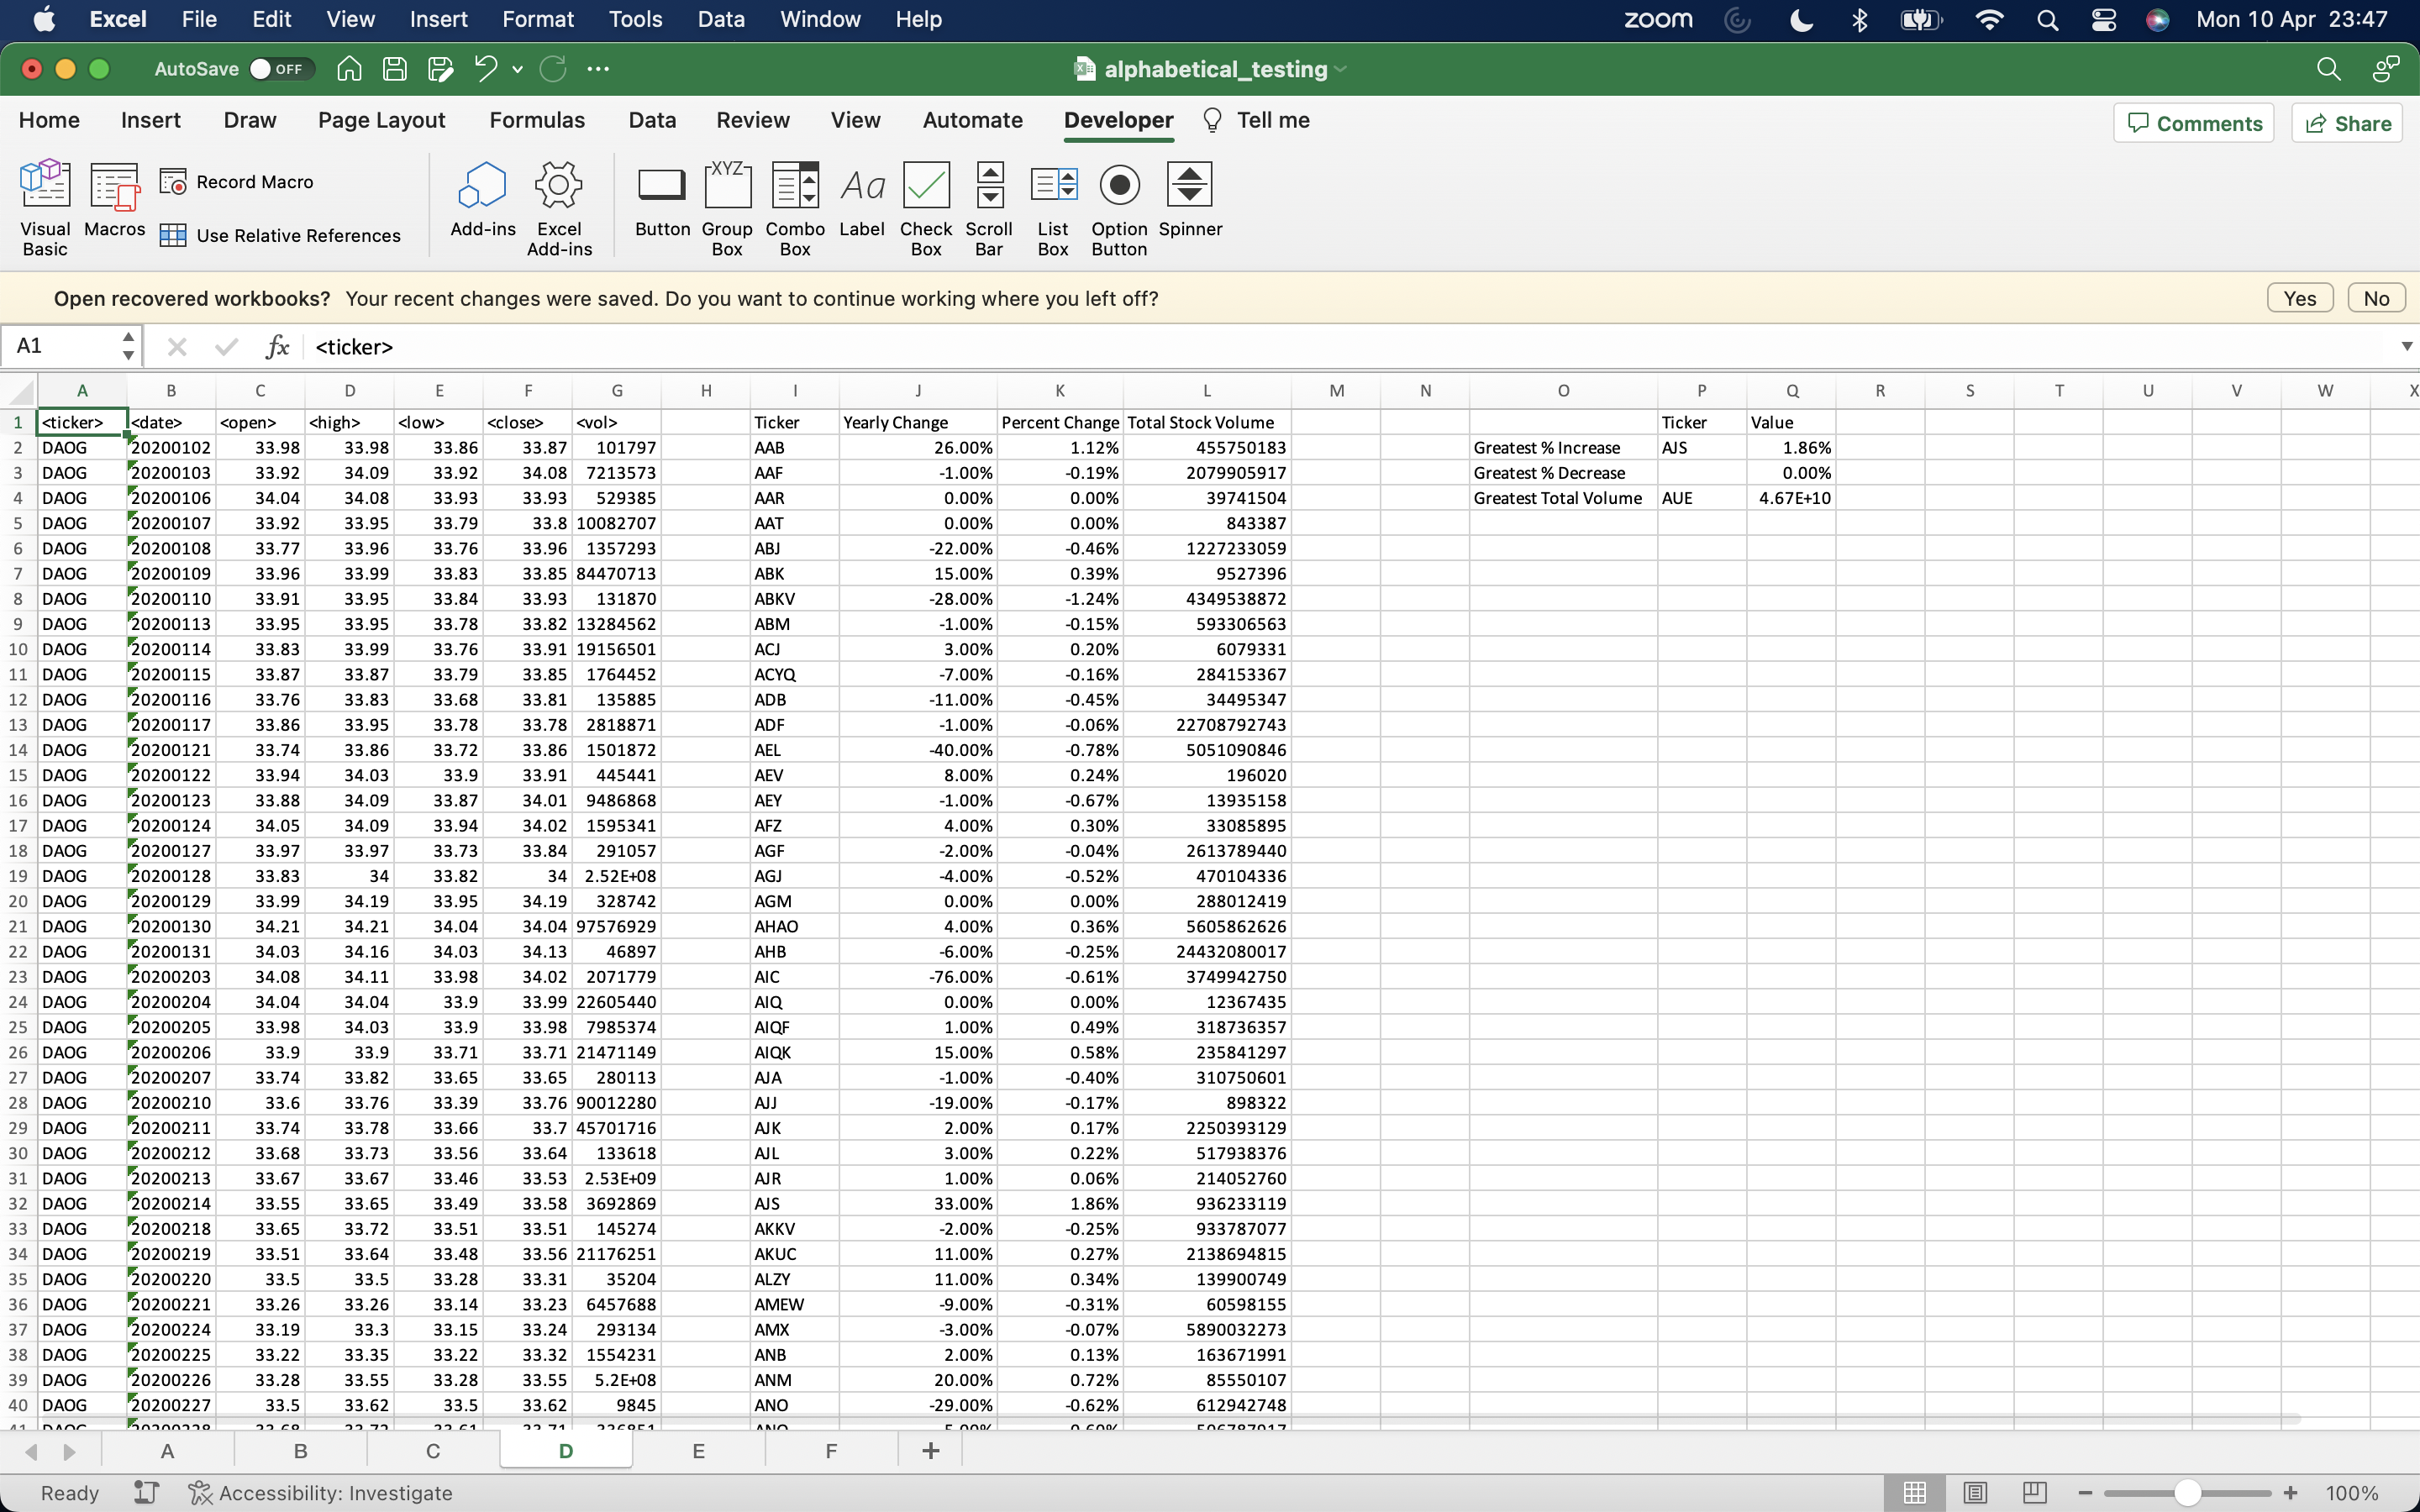 Excel File Edit View Insert Format Tools Data Window Help zoom Mon 10 Apr 23:47
AutoSave OFF alphabetical_testing
Home Insert Draw Page Layout Formulas Data Review View Automate Developer Tell me Comments Share
Visual Basic Macros Record Macro Use Relative References Add-ins Excel Add-ins Button XYZ Group Box Combo Box Aa Label Check Box Scroll Bar List Box Option Button Spinner
Open recovered workbooks? Your recent changes were saved. Do you want to continue working where you left off? Yes No
A1 fx <ticker>
A B C D E F G H I J K L M N O P Q R S T U V W X
1 <ticker> <date> <open> <high> <low> <close> <vol> Ticker Yearly Change Percent Change Total Stock Volume Ticker Value
2 DAOG 20200102 33.98 33.98 33.86 33.87 101797 AAB 26.00% 1.12% 455750183 Greatest % Increase AJS 1.86%
3 DAOG 20200103 33.92 34.09 33.92 34.08 7213573 AAF -1.00% -0.19% 2079905917 Greatest % Decrease 0.00%
4 DAOG 20200106 34.04 34.08 33.93 33.93 529385 AAR 0.00% 0.00% 39741504 Greatest Total Volume AUE 4.67E+10
5 DAOG 20200107 33.92 33.95 33.79 33.8 10082707 AAT 0.00% 0.00% 843387
6 DAOG 20200108 33.77 33.96 33.76 33.96 1357293 ABJ -22.00% -0.46% 1227233059
7 DAOG 20200109 33.96 33.99 33.83 33.85 84470713 ABK 15.00% 0.39% 9527396
8 DAOG 20200110 33.91 33.95 33.84 33.93 131870 ABKV -28.00% -1.24% 4349538872
9 DAOG 20200113 33.95 33.95 33.78 33.82 13284562 ABM -1.00% -0.15% 593306563
10 DAOG 20200114 33.83 33.99 33.76 33.91 19156501 ACJ 3.00% 0.20% 6079331
11 DAOG 20200115 33.87 33.87 33.79 33.85 1764452 ACYQ -7.00% -0.16% 284153367
12 DAOG 20200116 33.76 33.83 33.68 33.81 135885 ADB -11.00% -0.45% 34495347
13 DAOG 20200117 33.86 33.95 33.78 33.78 2818871 ADF -1.00% -0.06% 22708792743
14 DAOG 20200121 33.74 33.86 33.72 33.86 1501872 AEL -40.00% -0.78% 5051090846
15 DAOG 20200122 33.94 34.03 33.9 33.91 445441 AEV 8.00% 0.24% 196020
16 DAOG 20200123 33.88 34.09 33.87 34.01 9486868 AEY -1.00% -0.67% 13935158
17 DAOG 20200124 34.05 34.09 33.94 34.02 1595341 AFZ 4.00% 0.30% 33085895
18 DAOG 20200127 33.97 33.97 33.73 33.84 291057 AGF -2.00% -0.04% 2613789440
19 DAOG 20200128 33.83 34 33.82 34 2.52E+08 AGJ -4.00% -0.52% 470104336
20 DAOG 20200129 33.99 34.19 33.95 34.19 328742 AGM 0.00% 0.00% 288012419
21 DAOG 20200130 34.21 34.21 34.04 34.04 97576929 AHAO 4.00% 0.36% 5605862626
22 DAOG 20200131 34.03 34.16 34.03 34.13 46897 AHB -6.00% -0.25% 24432080017
23 DAOG 20200203 34.08 34.11 33.98 34.02 2071779 AIC -76.00% -0.61% 3749942750
24 DAOG 20200204 34.04 34.04 33.9 33.99 22605440 AIQ 0.00% 0.00% 12367435
25 DAOG 20200205 33.98 34.03 33.9 33.98 7985374 AIQF 1.00% 0.49% 318736357
26 DAOG 20200206 33.9 33.9 33.71 33.71 21471149 AIQK 15.00% 0.58% 235841297
27 DAOG 20200207 33.74 33.82 33.65 33.65 280113 AJA -1.00% -0.40% 310750601
28 DAOG 20200210 33.6 33.76 33.39 33.76 90012280 AJJ -19.00% -0.17% 898322
29 DAOG 20200211 33.74 33.78 33.66 33.7 45701716 AJK 2.00% 0.17% 2250393129
30 DAOG 20200212 33.68 33.73 33.56 33.64 133618 AJL 3.00% 0.22% 517938376
31 DAOG 20200213 33.67 33.67 33.46 33.53 2.53E+09 AJR 1.00% 0.06% 214052760
32 DAOG 20200214 33.55 33.65 33.49 33.58 3692869 AJS 33.00% 1.86% 936233119
33 DAOG 20200218 33.65 33.72 33.51 33.51 145274 AKKV -2.00% -0.25% 933787077
34 DAOG 20200219 33.51 33.64 33.48 33.56 21176251 AKUC 11.00% 0.27% 2138694815
35 DAOG 20200220 33.5 33.5 33.28 33.31 35204 ALZY 11.00% 0.34% 139900749
36 DAOG 20200221 33.26 33.26 33.14 33.23 6457688 AMEW -9.00% -0.31% 60598155
37 DAOG 20200224 33.19 33.3 33.15 33.24 293134 AMX -3.00% -0.07% 5890032273
38 DAOG 20200225 33.22 33.35 33.22 33.32 1554231 ANB 2.00% 0.13% 163671991
39 DAOG 20200226 33.28 33.55 33.28 33.55 5.2E+08 ANM 20.00% 0.72% 85550107
40 DAOG 20200227 33.5 33.62 33.5 33.62 9845 ANO -29.00% -0.62% 612942748
A B C D E F +
Ready Accessibility: Investigate 100%